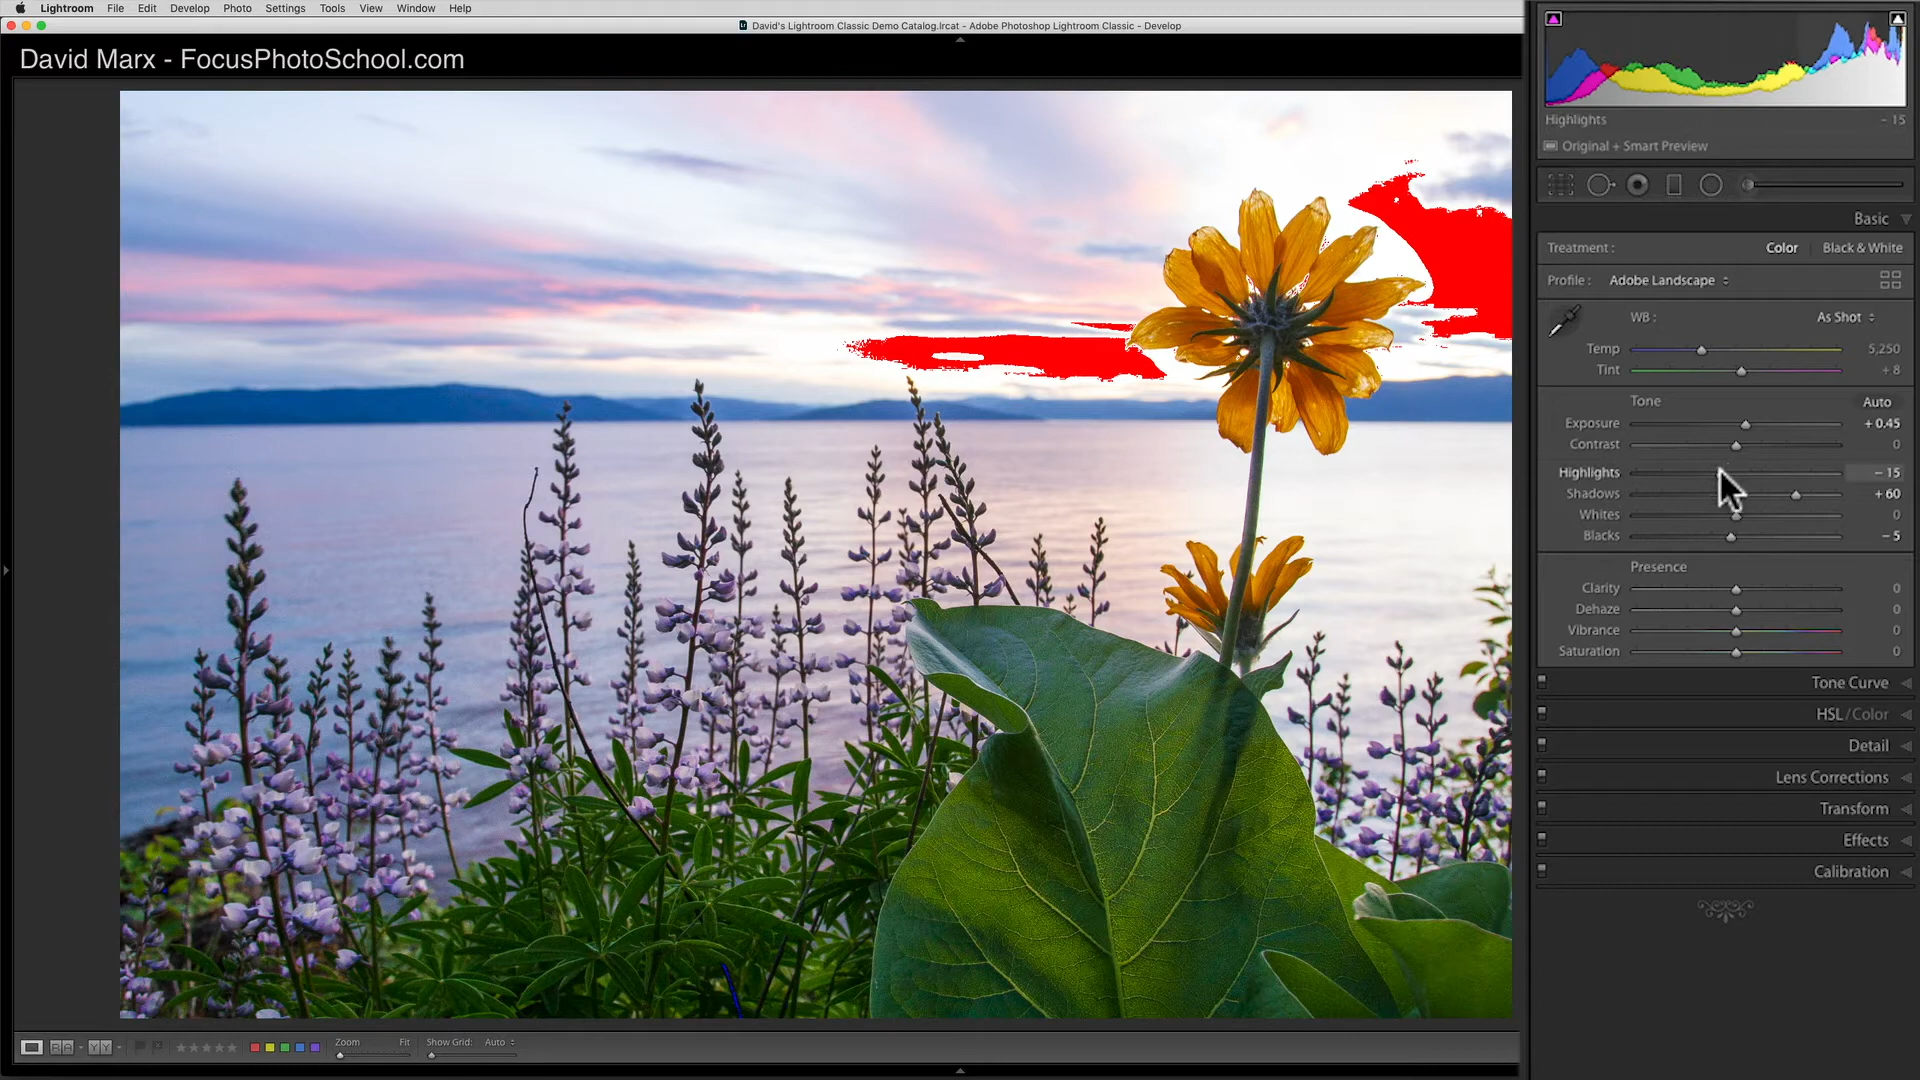 Lightroom File Edit Develop Photo Settings Tools View Window Help
David's Lightroom Classic Demo Catalog.lrcat - Adobe Photoshop Lightroom Classic - Develop
David Marx - FocusPhotoSchool.com
Highlights - 15
Original + Smart Preview
Basic
Treatment : Color Black & White
Profile : Adobe Landscape
WB : As Shot
Temp 5,250
Tint + 8
Tone Auto
Exposure + 0.45
Contrast 0
Highlights - 15
Shadows + 60
Whites 0
Blacks - 5
Presence
Clarity 0
Dehaze 0
Vibrance 0
Saturation 0
Tone Curve
HSL / Color
Detail
Lens Corrections
Transform
Effects
Calibration
Zoom Fit Show Grid: Auto